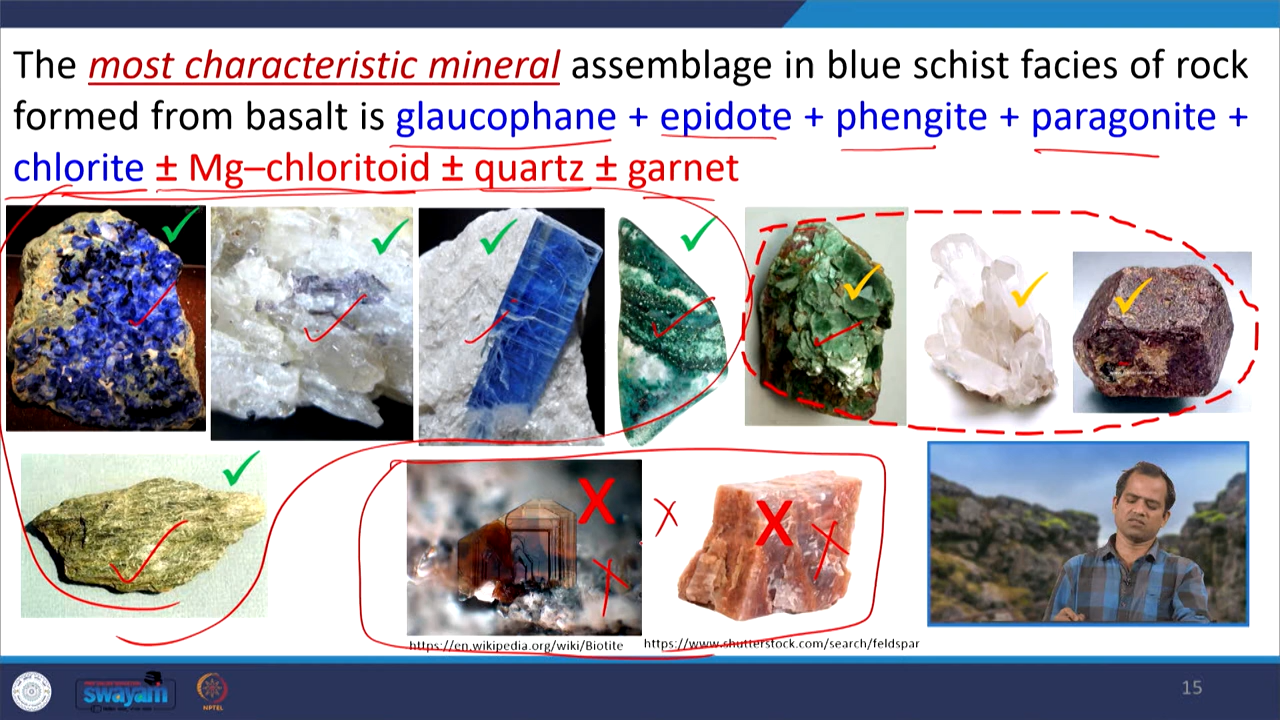 The most characteristic mineral assemblage in blue schist facies of rock
formed from basalt is glaucophane + epidote + phengite + paragonite +
chlorite ± Mg–chloritoid ± quartz ± garnet
X
X
https://en.wikipedia.org/wiki/Biotite
https://www.shutterstock.com/search/feldspar
swayam
NPTEL
15